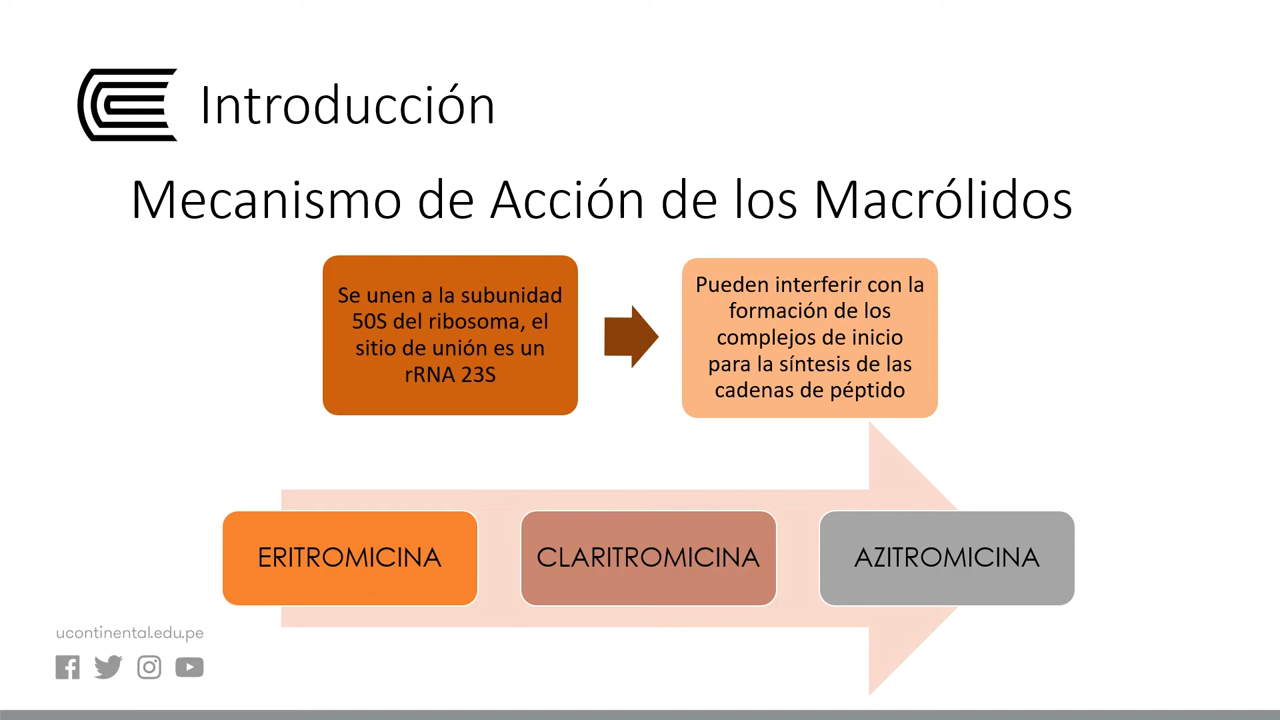 Introducción
Mecanismo de Acción de los Macrólidos
Se unen a la subunidad
50S del ribosoma, el
sitio de unión es un
rRNA 23S
Pueden interferir con la
formación de los
complejos de inicio
para la síntesis de las
cadenas de péptido
ERITROMICINA
CLARITROMICINA
AZITROMICINA
ucontinental.edu.pe